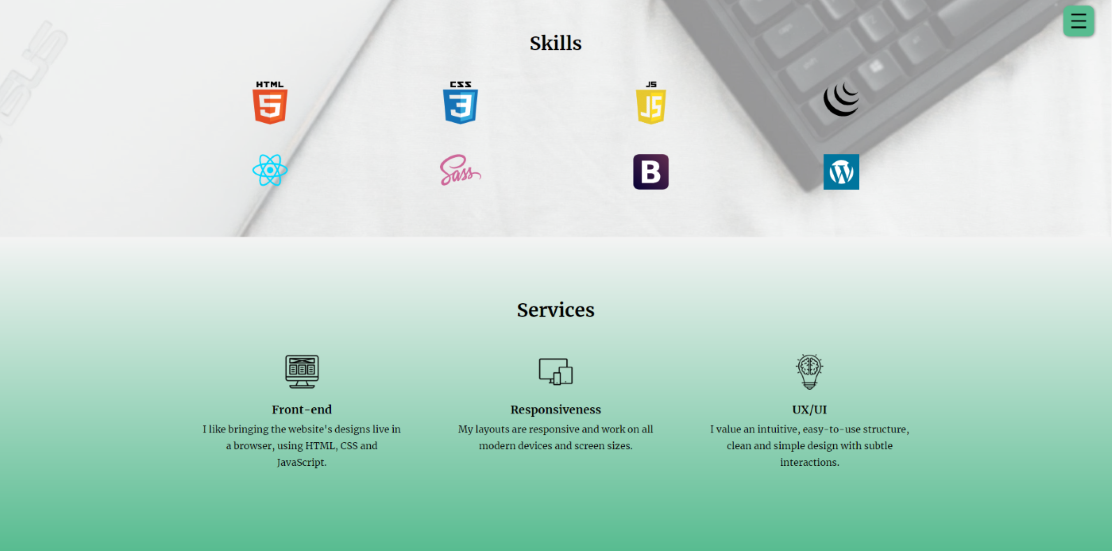 ASUS
Skills
HTML CSS JS
5 3 JS
Sass B W
Services
Front-end Responsiveness UX/UI
I like bringing the website's designs live in My layouts are responsive and work on all I value an intuitive, easy-to-use structure,
a browser, using HTML, CSS and modern devices and screen sizes. clean and simple design with subtle
JavaScript. interactions.